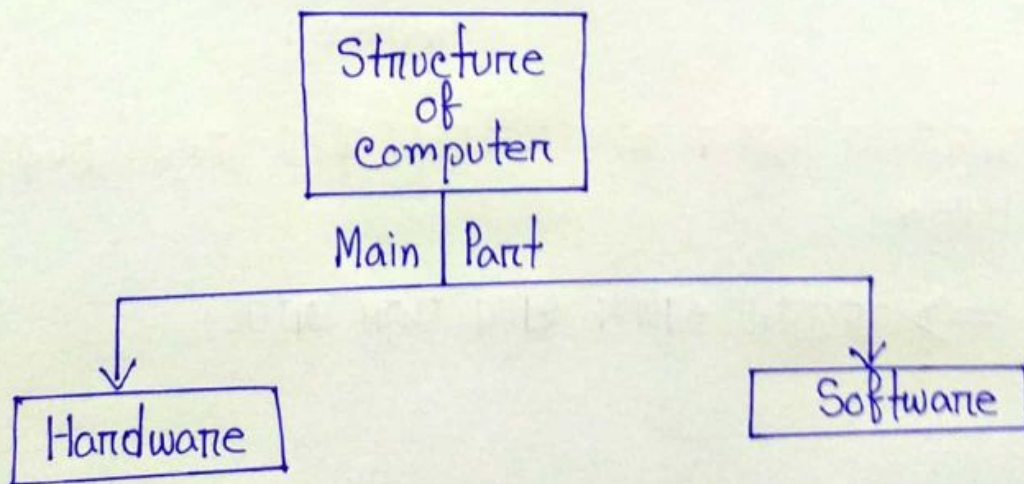 Structure
of
computer
Main Part
Hardware
Software